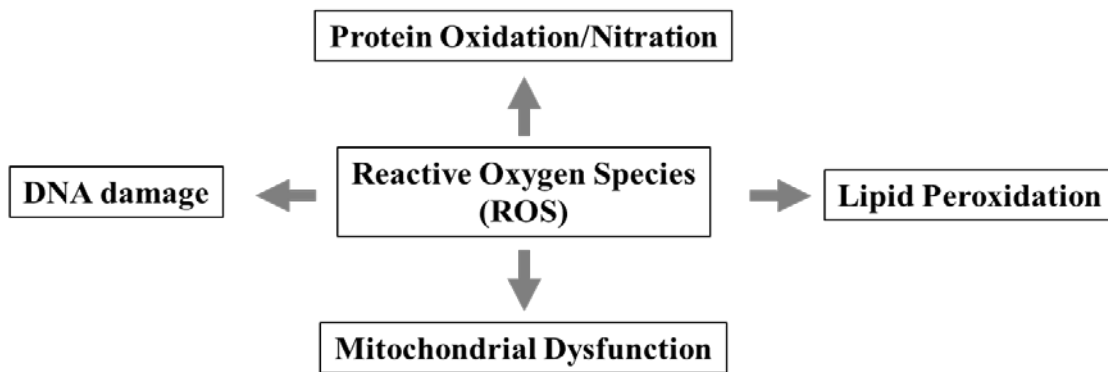 Protein Oxidation/Nitration
DNA damage
Reactive Oxygen Species
(ROS)
Lipid Peroxidation
Mitochondrial Dysfunction